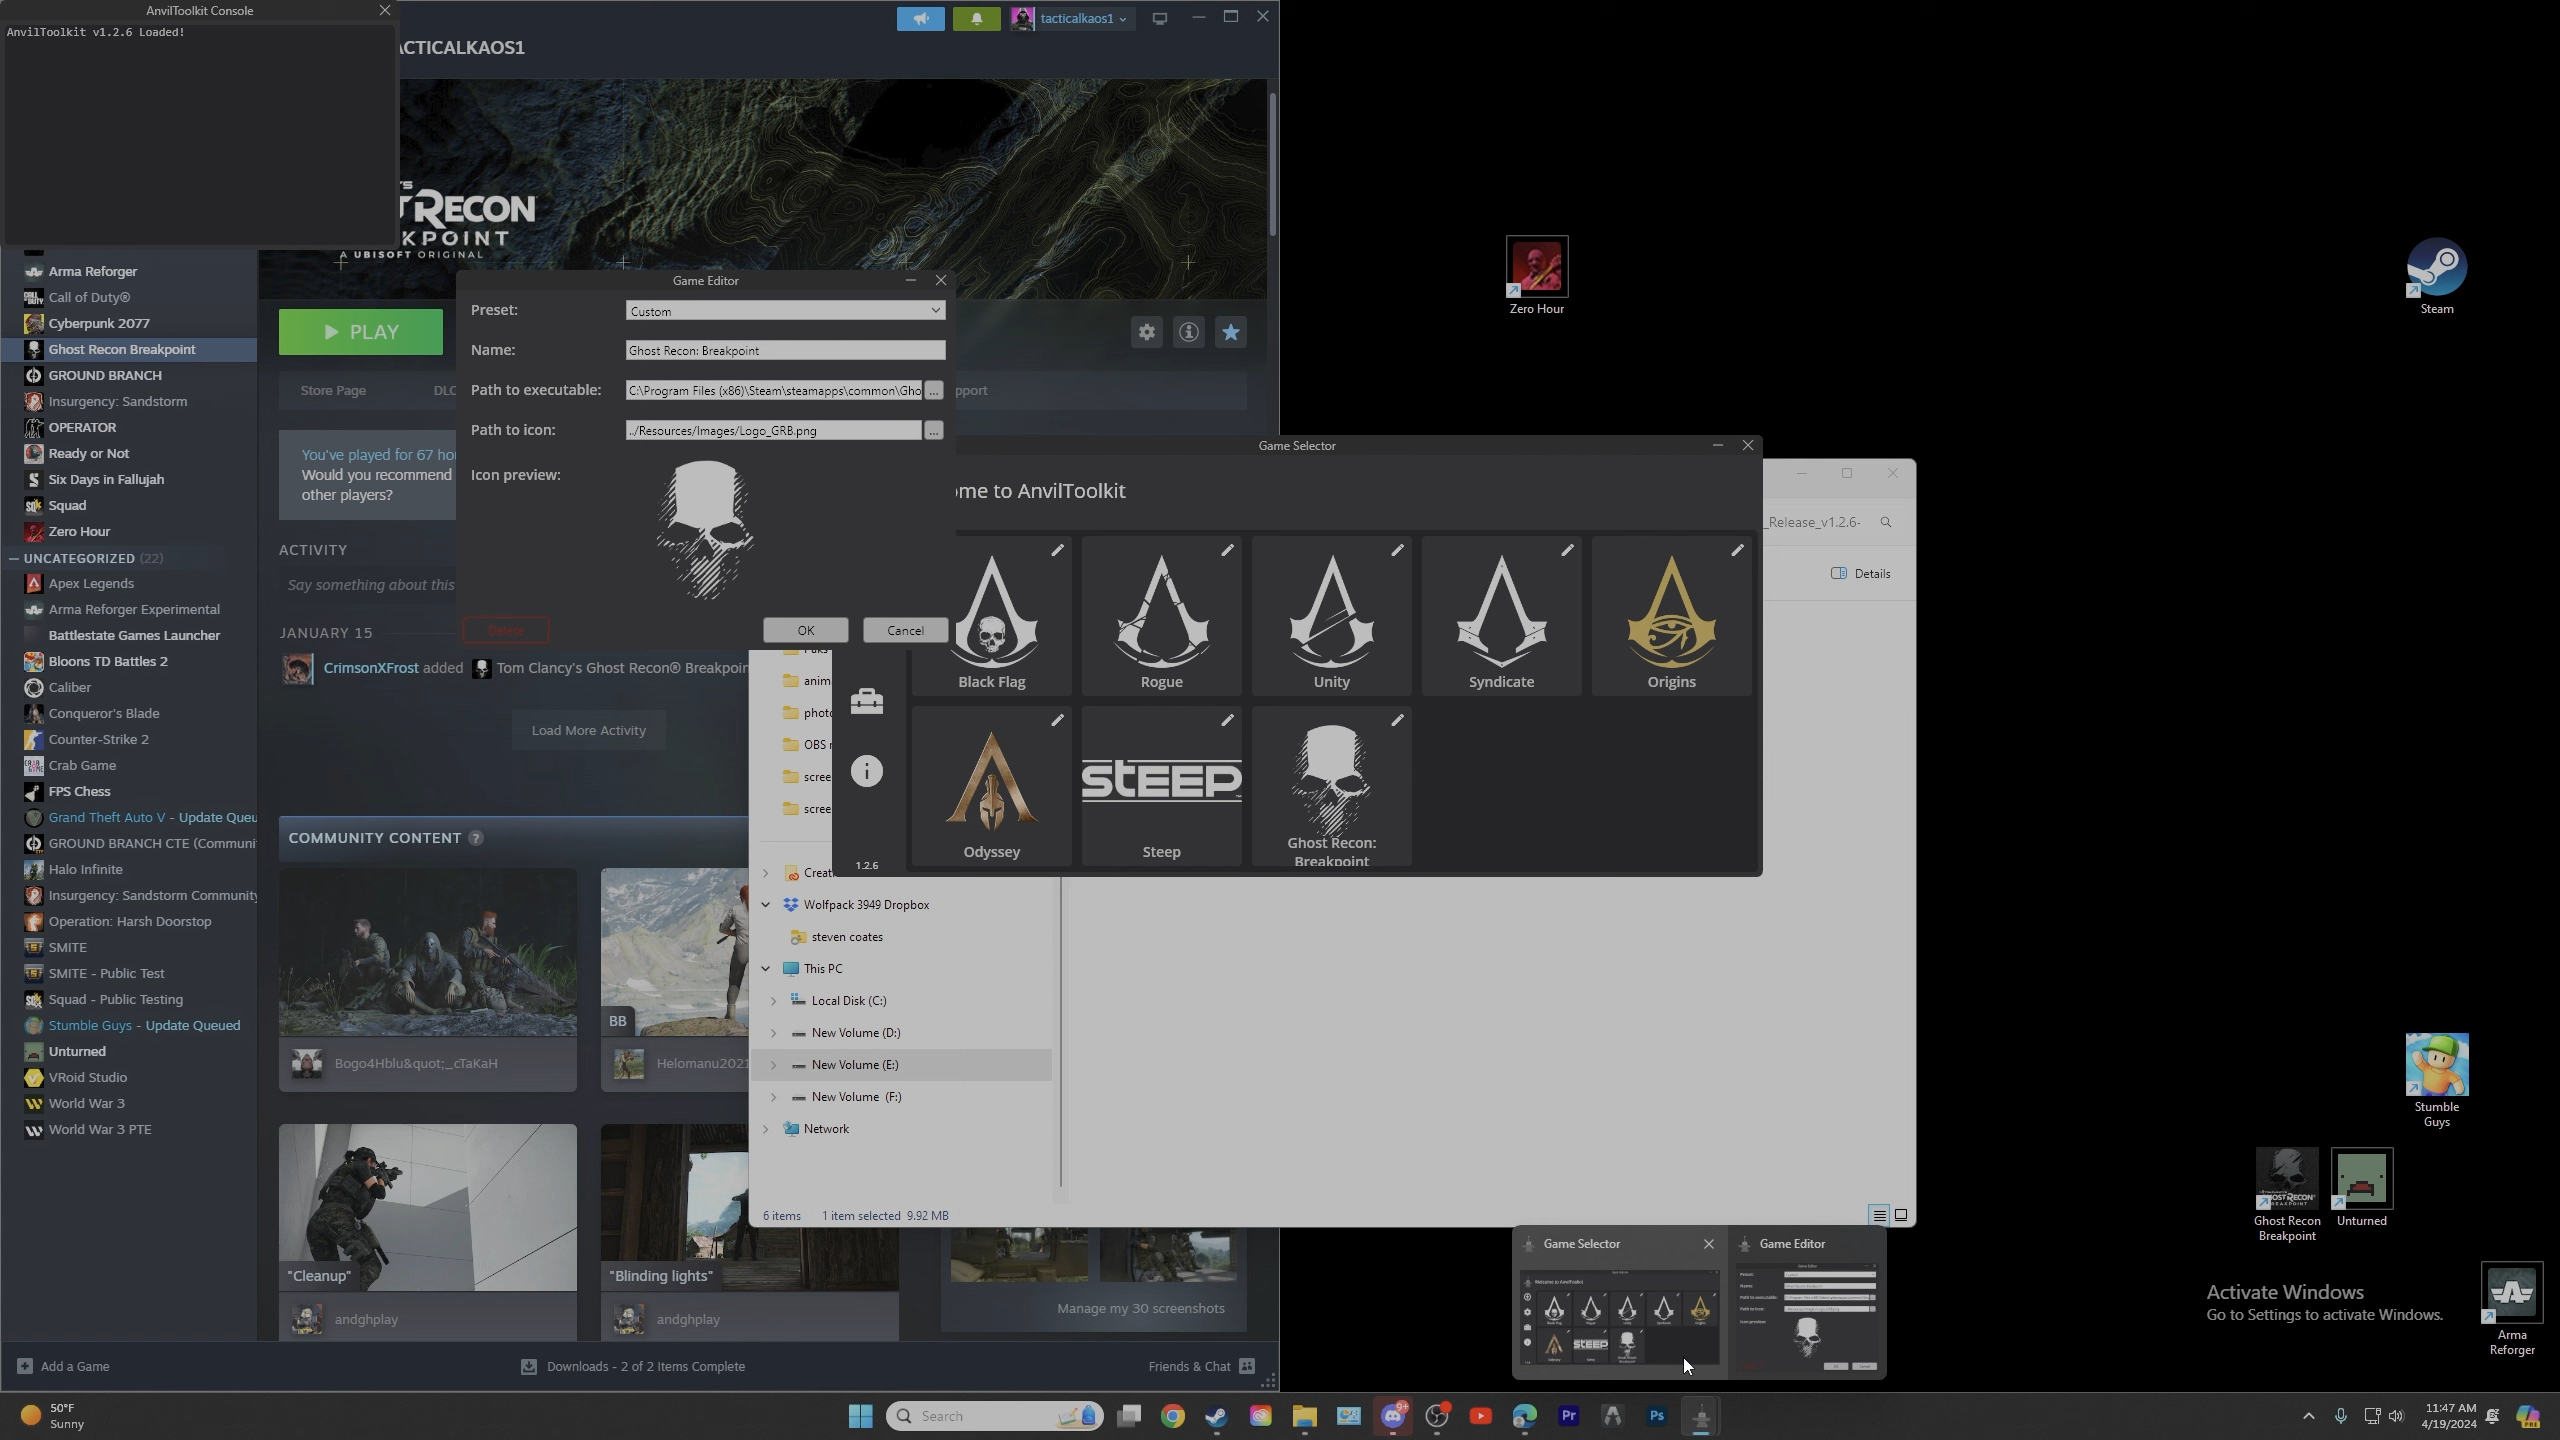 AnvilToolkit Console
AnvilToolkit v1.2.6 Loaded!
ACTICALKAOS1
tacticalkaos1
RECON
KPOINT
A UBISOFT ORIGINAL
Arma Reforger
Call of Duty®
Cyberpunk 2077
Ghost Recon Breakpoint
GROUND BRANCH
Insurgency: Sandstorm
OPERATOR
Ready or Not
Six Days in Fallujah
Squad
Zero Hour
UNCATEGORIZED (22)
Apex Legends
Arma Reforger Experimental
Battlestate Games Launcher
Bloons TD Battles 2
Caliber
Conqueror's Blade
Counter-Strike 2
Crab Game
FPS Chess
Grand Theft Auto V - Update Queu
GROUND BRANCH CTE (Communi
Halo Infinite
Insurgency: Sandstorm Community
Operation: Harsh Doorstop
SMITE
SMITE - Public Test
Squad - Public Testing
Stumble Guys - Update Queued
Unturned
VRoid Studio
World War 3
World War 3 PTE
Add a Game
PLAY
Store Page
DLC
pport
You've played for 67 hou
Would you recommend
other players?
ACTIVITY
Say something about this
JANUARY 15
CrimsonXFrost added
Tom Clancy's Ghost Recon® Breakpoin
Load More Activity
COMMUNITY CONTENT ?
Bogo4Hblu&quot;_cTaKaH
BB
Helomanu2021
"Cleanup"
andghplay
"Blinding lights"
andghplay
Manage my 30 screenshots
Downloads - 2 of 2 Items Complete
Friends & Chat
Game Editor
Preset:
Custom
Name:
Ghost Recon: Breakpoint
Path to executable:
C:\Program Files (x86)\Steam\steamapps\common\Gho
...
Path to icon:
../Resources/Images/Logo_GRB.png
...
Icon preview:
Delete
OK
Cancel
Game Selector
ome to AnvilToolkit
Black Flag
Rogue
Unity
Syndicate
Origins
Odyssey
STEEP
Steep
Ghost Recon:
Breakpoint
1.2.6
_Release_v1.2.6-
Details
Paks
anim
photo
OBS r
scree
scree
Creati
Wolfpack 3949 Dropbox
steven coates
This PC
Local Disk (C:)
New Volume (D:)
New Volume (E:)
New Volume (F:)
Network
6 items
1 item selected 9.92 MB
Game Selector
Game Editor
Zero Hour
Steam
Stumble
Guys
Ghost Recon
Breakpoint
Unturned
Arma
Reforger
Activate Windows
Go to Settings to activate Windows.
50°F
Sunny
Search
9+
Pr
Ps
11:47 AM
4/19/2024